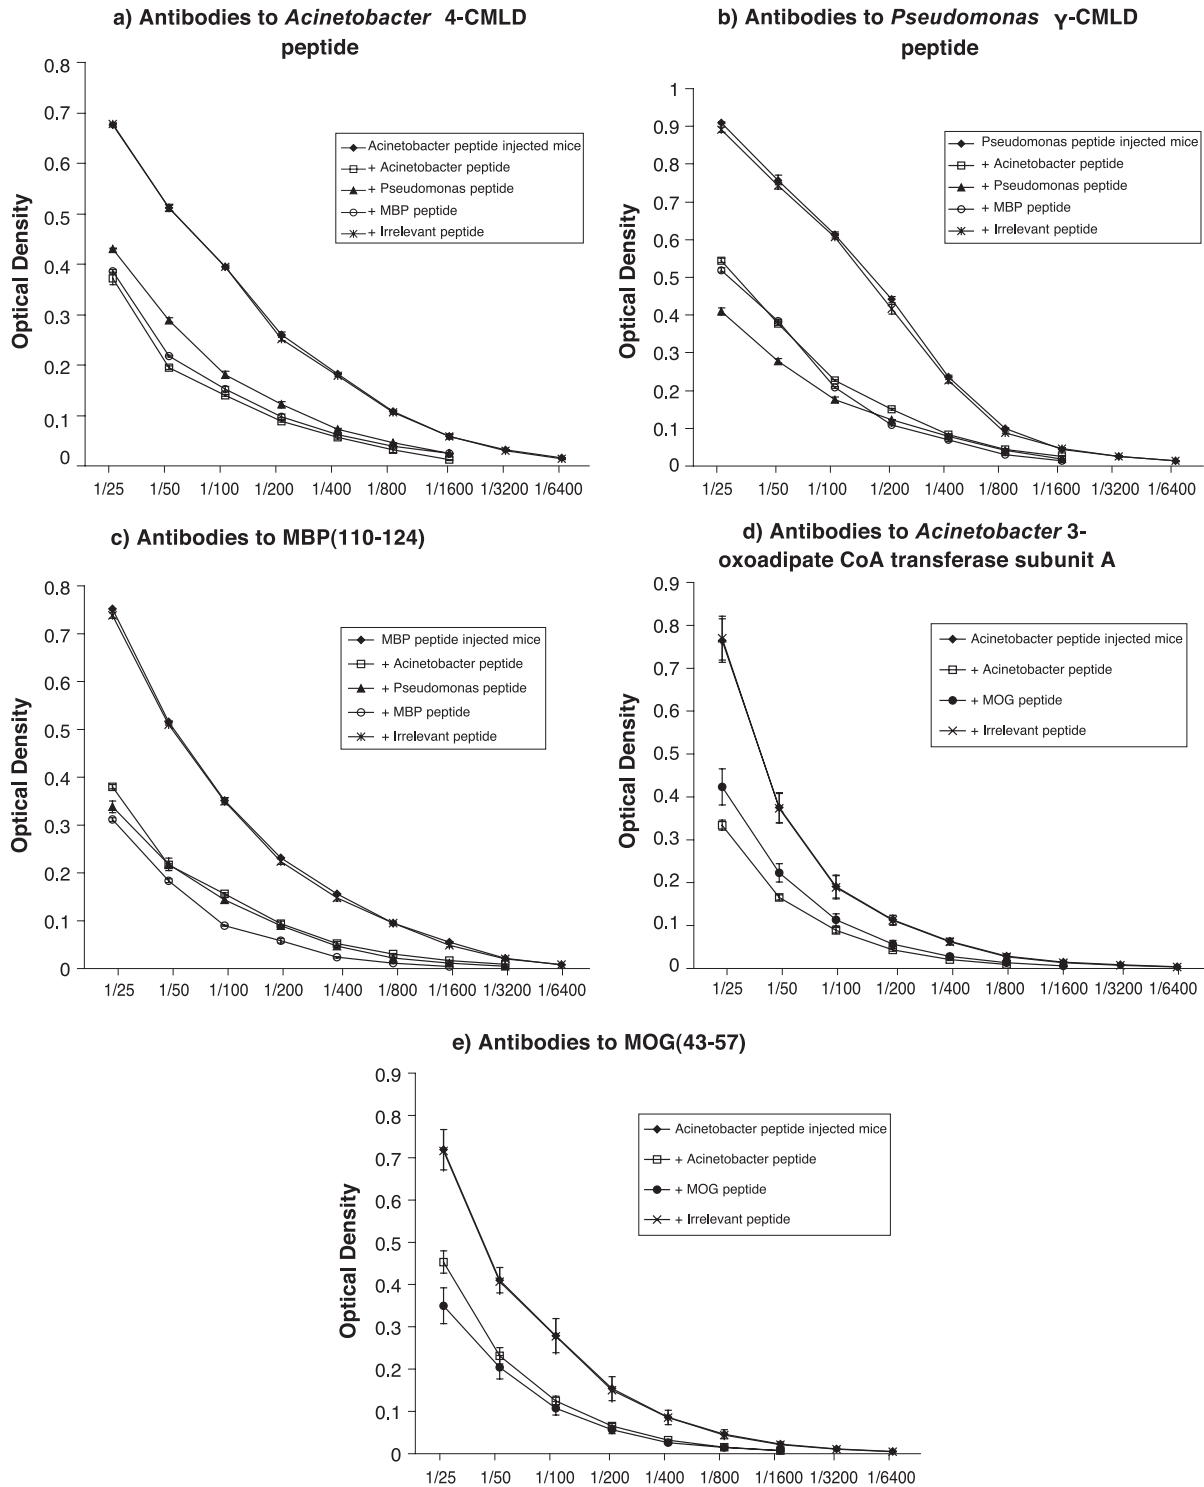 a) Antibodies to Acinetobacter 4-CMLD
peptide
0.8
0.7
0.6
0.5
0.4
0.3
0.2
0.1
0
Optical Density
Acinetobacter peptide injected mice
+ Acinetobacter peptide
+ Pseudomonas peptide
+ MBP peptide
+ Irrelevant peptide
1/25 1/50 1/100 1/200 1/400 1/800 1/1600 1/3200 1/6400
b) Antibodies to Pseudomonas γ-CMLD
peptide
1
0.9
0.8
0.7
0.6
0.5
0.4
0.3
0.2
0.1
0
Optical Density
Pseudomonas peptide injected mice
+ Acinetobacter peptide
+ Pseudomonas peptide
+ MBP peptide
+ Irrelevant peptide
1/25 1/50 1/100 1/200 1/400 1/800 1/1600 1/3200 1/6400
c) Antibodies to MBP(110-124)
0.8
0.7
0.6
0.5
0.4
0.3
0.2
0.1
0
Optical Density
MBP peptide injected mice
+ Acinetobacter peptide
+ Pseudomonas peptide
+ MBP peptide
+ Irrelevant peptide
1/25 1/50 1/100 1/200 1/400 1/800 1/1600 1/3200 1/6400
d) Antibodies to Acinetobacter 3-
oxoadipate CoA transferase subunit A
0.9
0.8
0.7
0.6
0.5
0.4
0.3
0.2
0.1
0
Optical Density
Acinetobacter peptide injected mice
+ Acinetobacter peptide
+ MOG peptide
+ Irrelevant peptide
1/25 1/50 1/100 1/200 1/400 1/800 1/1600 1/3200 1/6400
e) Antibodies to MOG(43-57)
0.9
0.8
0.7
0.6
0.5
0.4
0.3
0.2
0.1
0
Optical Density
Acinetobacter peptide injected mice
+ Acinetobacter peptide
+ MOG peptide
+ Irrelevant peptide
1/25 1/50 1/100 1/200 1/400 1/800 1/1600 1/3200 1/6400